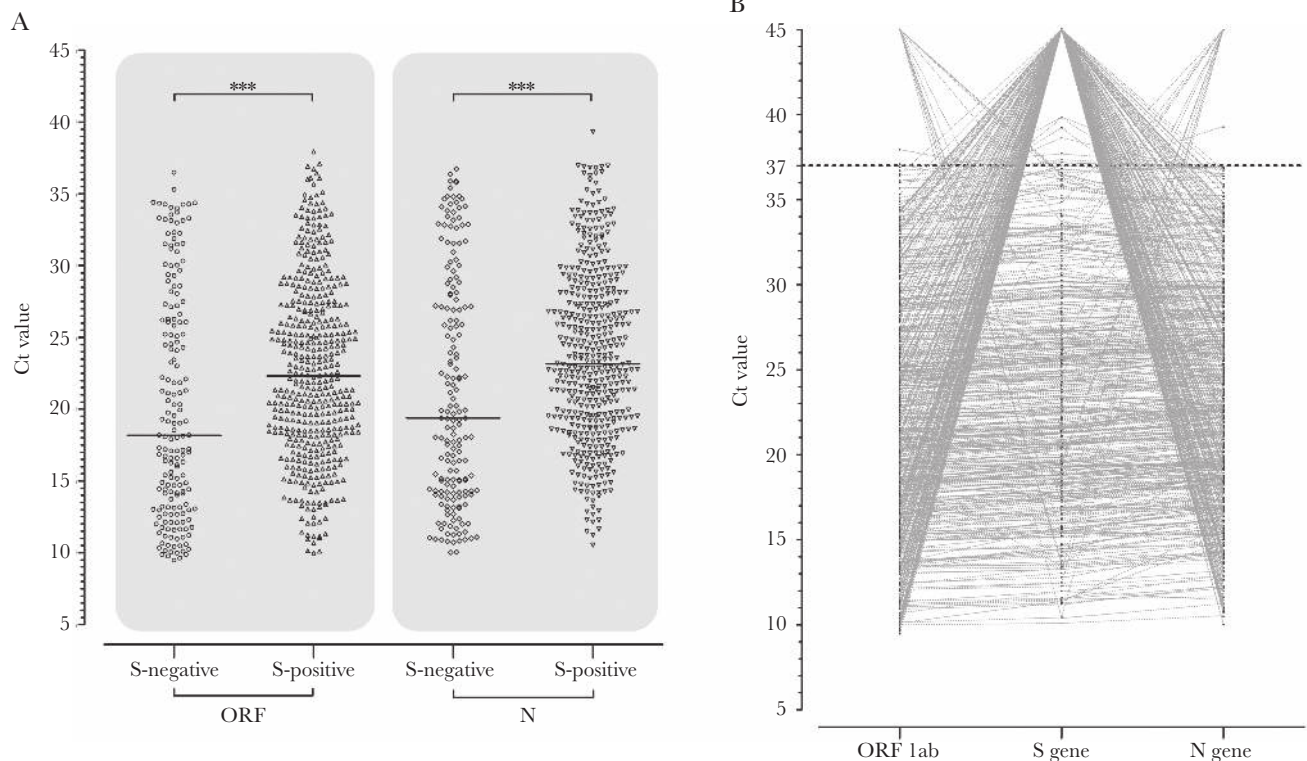 A
45
40
35
30
25
20
15
10
5
Ct value
***
***
S-negative
S-positive
S-negative
S-positive
ORF
N
B
45
40
37
35
30
25
20
15
10
5
Ct value
ORF 1ab
S gene
N gene